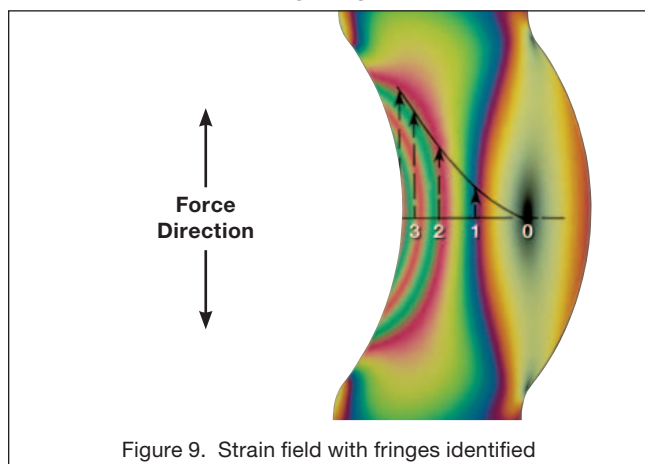 Force
Direction
3 2 1 0
Figure 9. Strain field with fringes identified